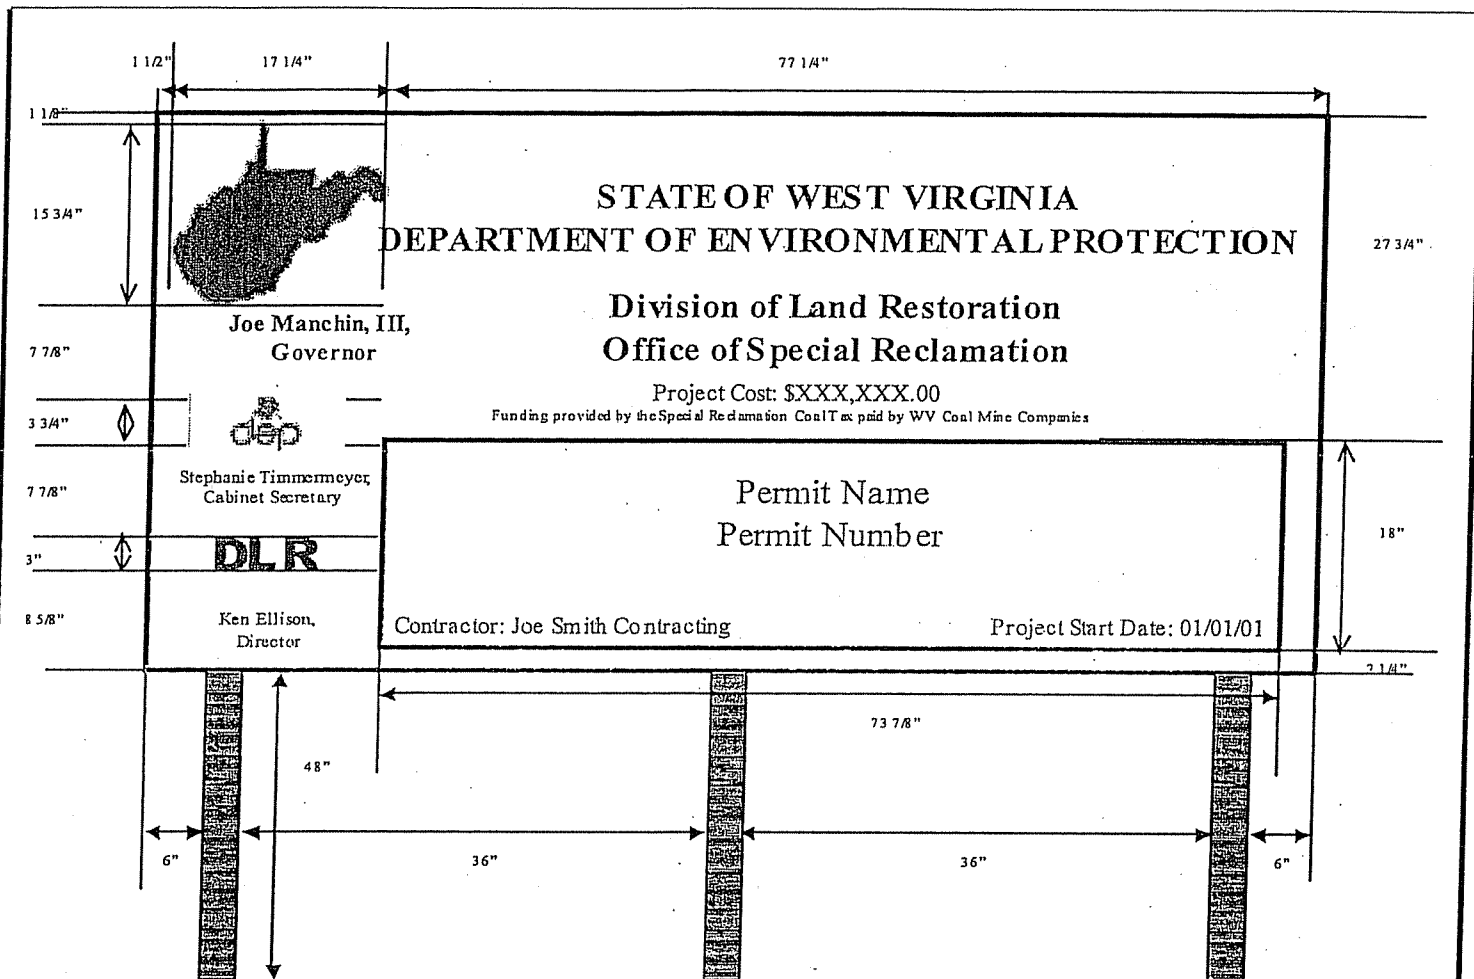 1 1/2" 17 1/4" 77 1/4"
1 1/8"
15 3/4"
STATE OF WEST VIRGINIA
DEPARTMENT OF ENVIRONMENTAL PROTECTION
27 3/4"
Division of Land Restoration
Office of Special Reclamation
Joe Manchin, III,
Governor
7 7/8"
Project Cost: $XXX,XXX.00
Funding provided by the Special Reclamation Coal Tax paid by WV Coal Mine Companies
3 3/4"
dep
Stephanie Timmermeyer,
Cabinet Secretary
7 7/8"
Permit Name
Permit Number
18"
DLR
3"
Ken Ellison,
Director
8 5/8"
Contractor: Joe Smith Contracting Project Start Date: 01/01/01
2 1/4"
73 7/8"
48"
6" 36" 36" 6"